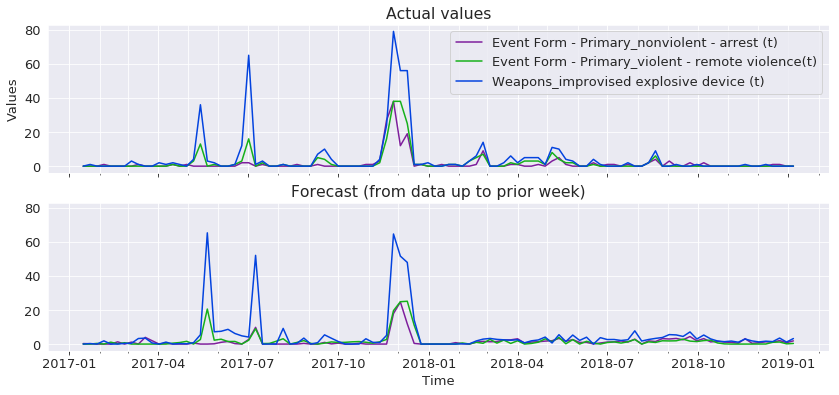 Actual values
80
60
40
20
0
Values
Event Form - Primary_nonviolent - arrest (t)
Event Form - Primary_violent - remote violence(t)
Weapons_improvised explosive device (t)
Forecast (from data up to prior week)
80
60
40
20
0
2017-01 2017-04 2017-07 2017-10 2018-01 2018-04 2018-07 2018-10 2019-01
Time